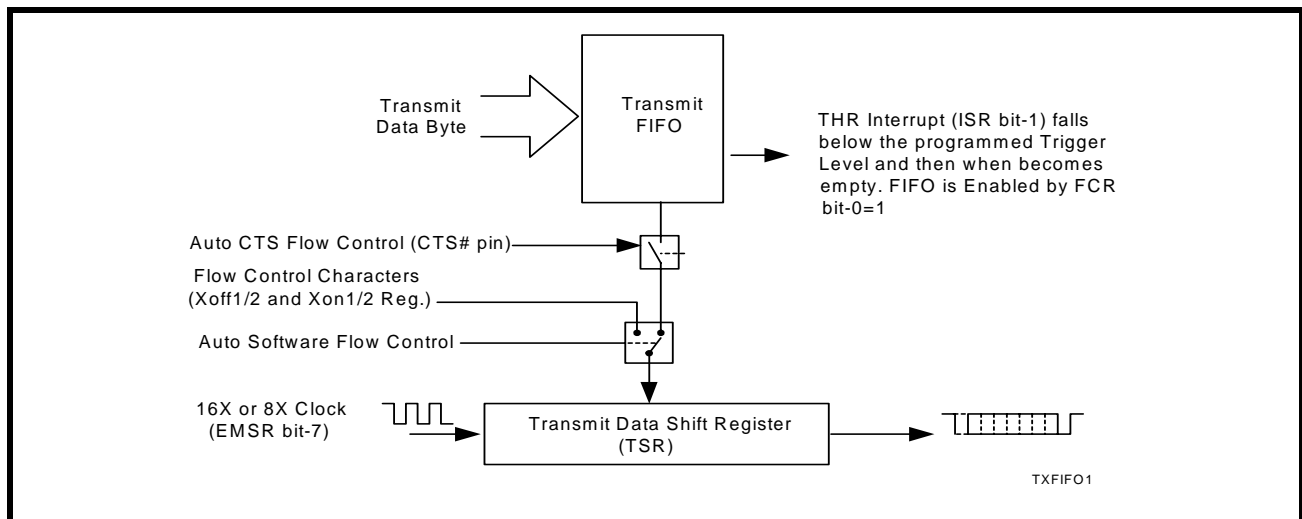 Transmit
Data Byte
Transmit
FIFO
THR Interrupt (ISR bit-1) falls
below the programmed Trigger
Level and then when becomes
empty. FIFO is Enabled by FCR
bit-0=1
Auto CTS Flow Control (CTS# pin)
Flow Control Characters
(Xoff1/2 and Xon1/2 Reg.)
Auto Software Flow Control
16X or 8X Clock
(EMSR bit-7)
Transmit Data Shift Register
(TSR)
TXFIFO1